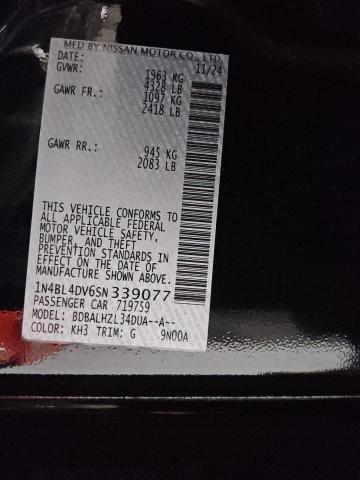 MFD BY NISSAN MOTOR CO., LTD.
DATE: 11/24
GVWR: 1963 KG
4328 LB
GAWR FR.: 1097 KG
2418 LB
GAWR RR.: 945 KG
2083 LB
THIS VEHICLE CONFORMS TO
ALL APPLICABLE FEDERAL
MOTOR VEHICLE SAFETY,
BUMPER, AND THEFT
PREVENTION STANDARDS IN
EFFECT ON THE DATE OF
MANUFACTURE SHOWN ABOVE.
1N4BL4DV6SN 339077
PASSENGER CAR 719759
MODEL: BDBALHZL34DUA--A--
COLOR: KH3 TRIM: G 9N00A